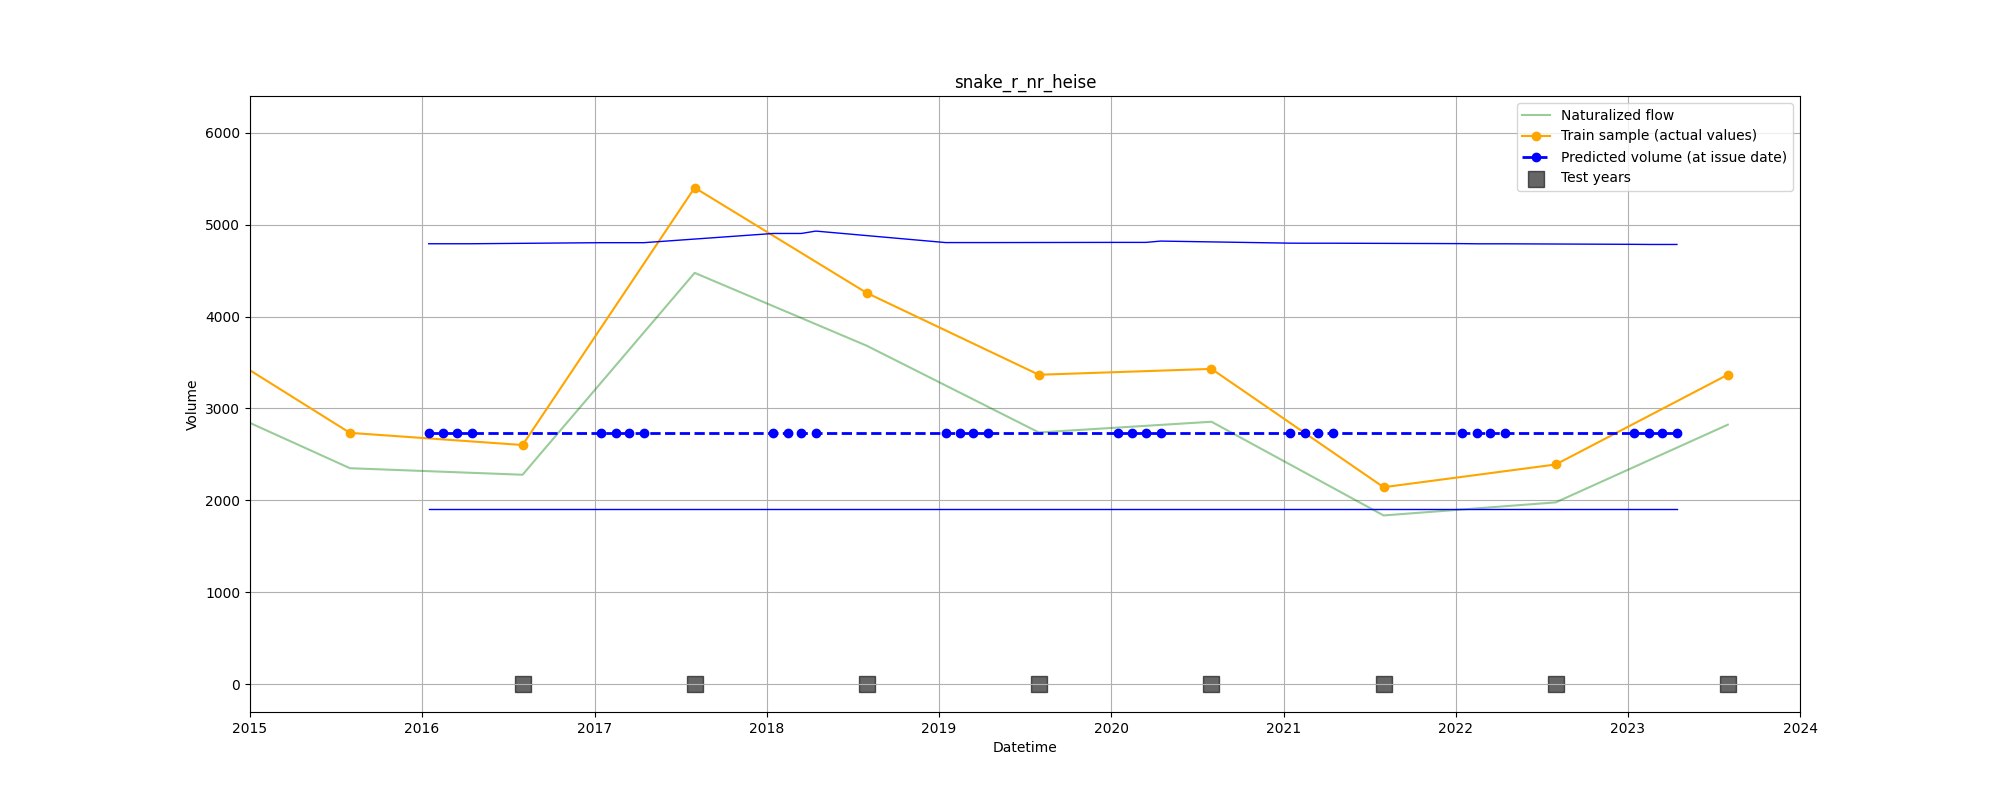 snake_r_nr_heise
Naturalized flow
Train sample (actual values)
Predicted volume (at issue date)
Test years
6000
5000
4000
3000
2000
1000
0
Volume
2015 2016 2017 2018 2019 2020 2021 2022 2023 2024
Datetime